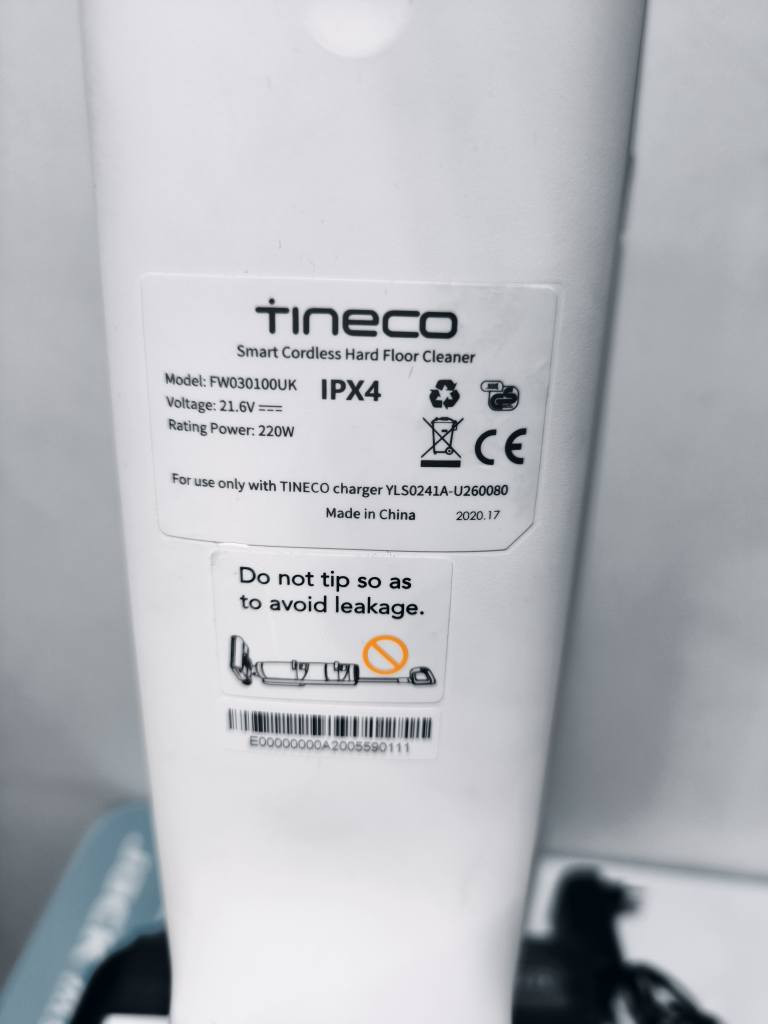 TINECO
Smart Cordless Hard Floor Cleaner
Model: FW030100UK
IPX4
Voltage: 21.6V ⎓
Rating Power: 220W
CE
For use only with TINECO charger YLS0241A-U260080
Made in China 2020.17
Do not tip so as
to avoid leakage.
E00000000A2005590111